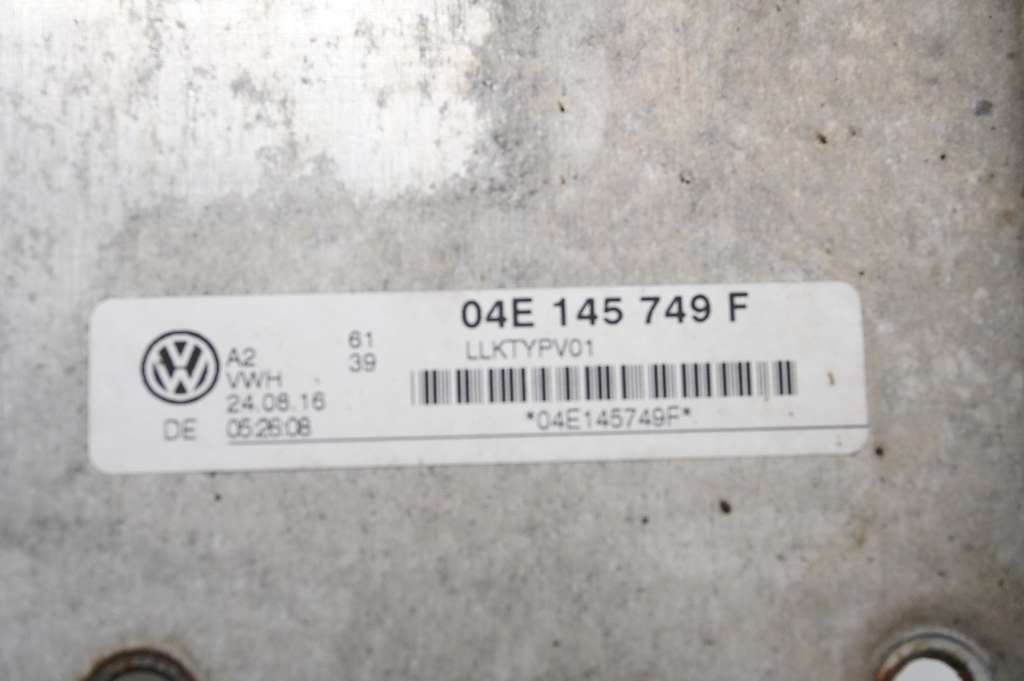 04E 145 749 F
61
39
LLKTYPV01
A2
VWH
24.08.16
DE 05:26:08
*04E145749F*